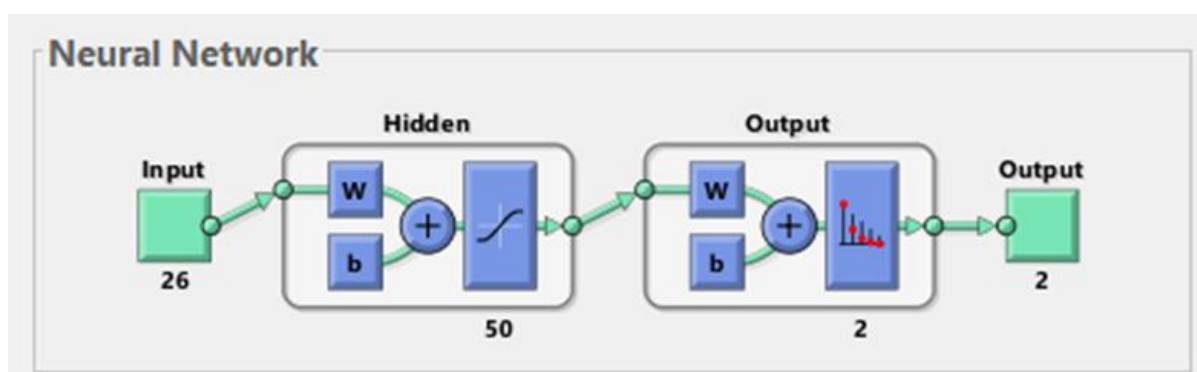 Neural Network
Hidden
Output
Input
Output
W
W
+
+
b
b
26
2
50
2